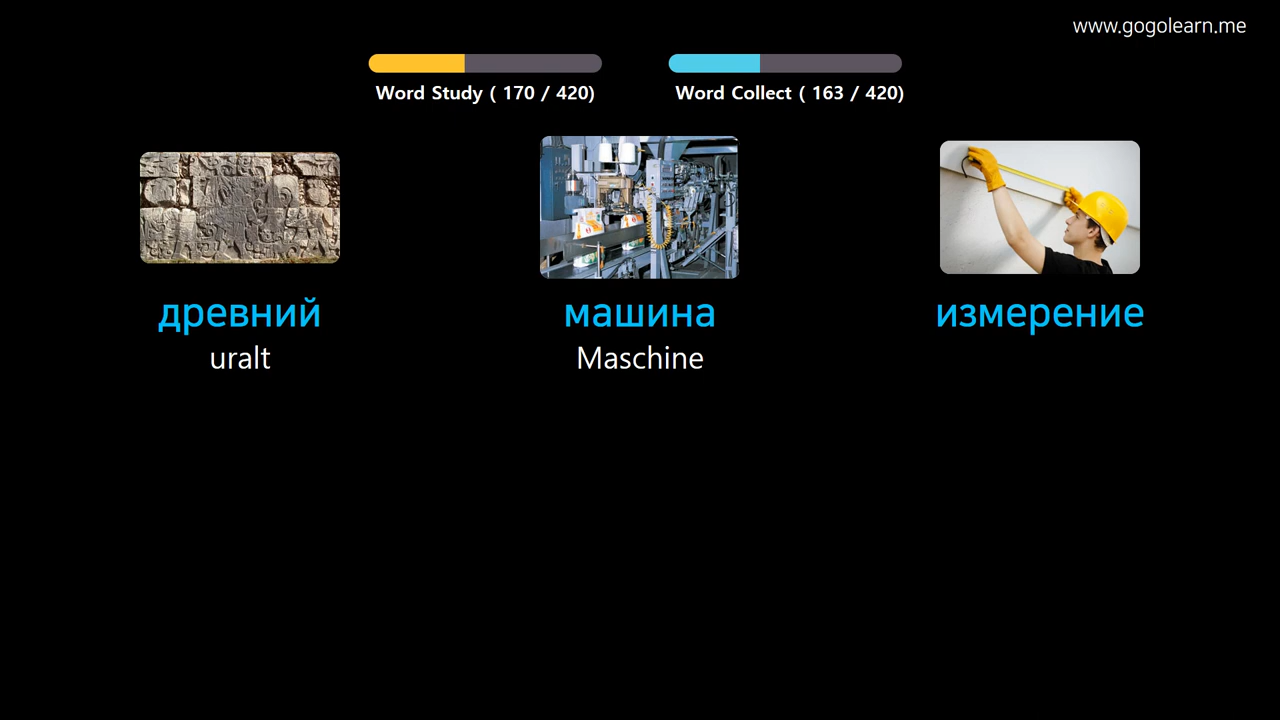 www.gogolearn.me
Word Study ( 170 / 420)
Word Collect ( 163 / 420)
древний
машина
измерение
uralt
Maschine